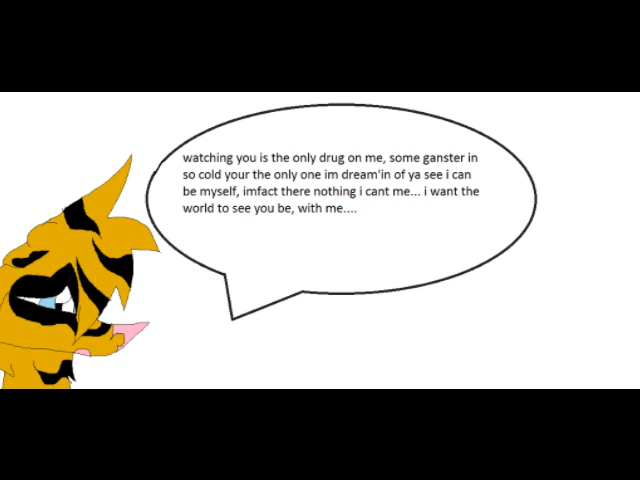 watching you is the only drug on me, some ganster in
so cold your the only one im dream'in of ya see i can
be myself, imfact there nothing i cant me... i want the
world to see you be, with me....